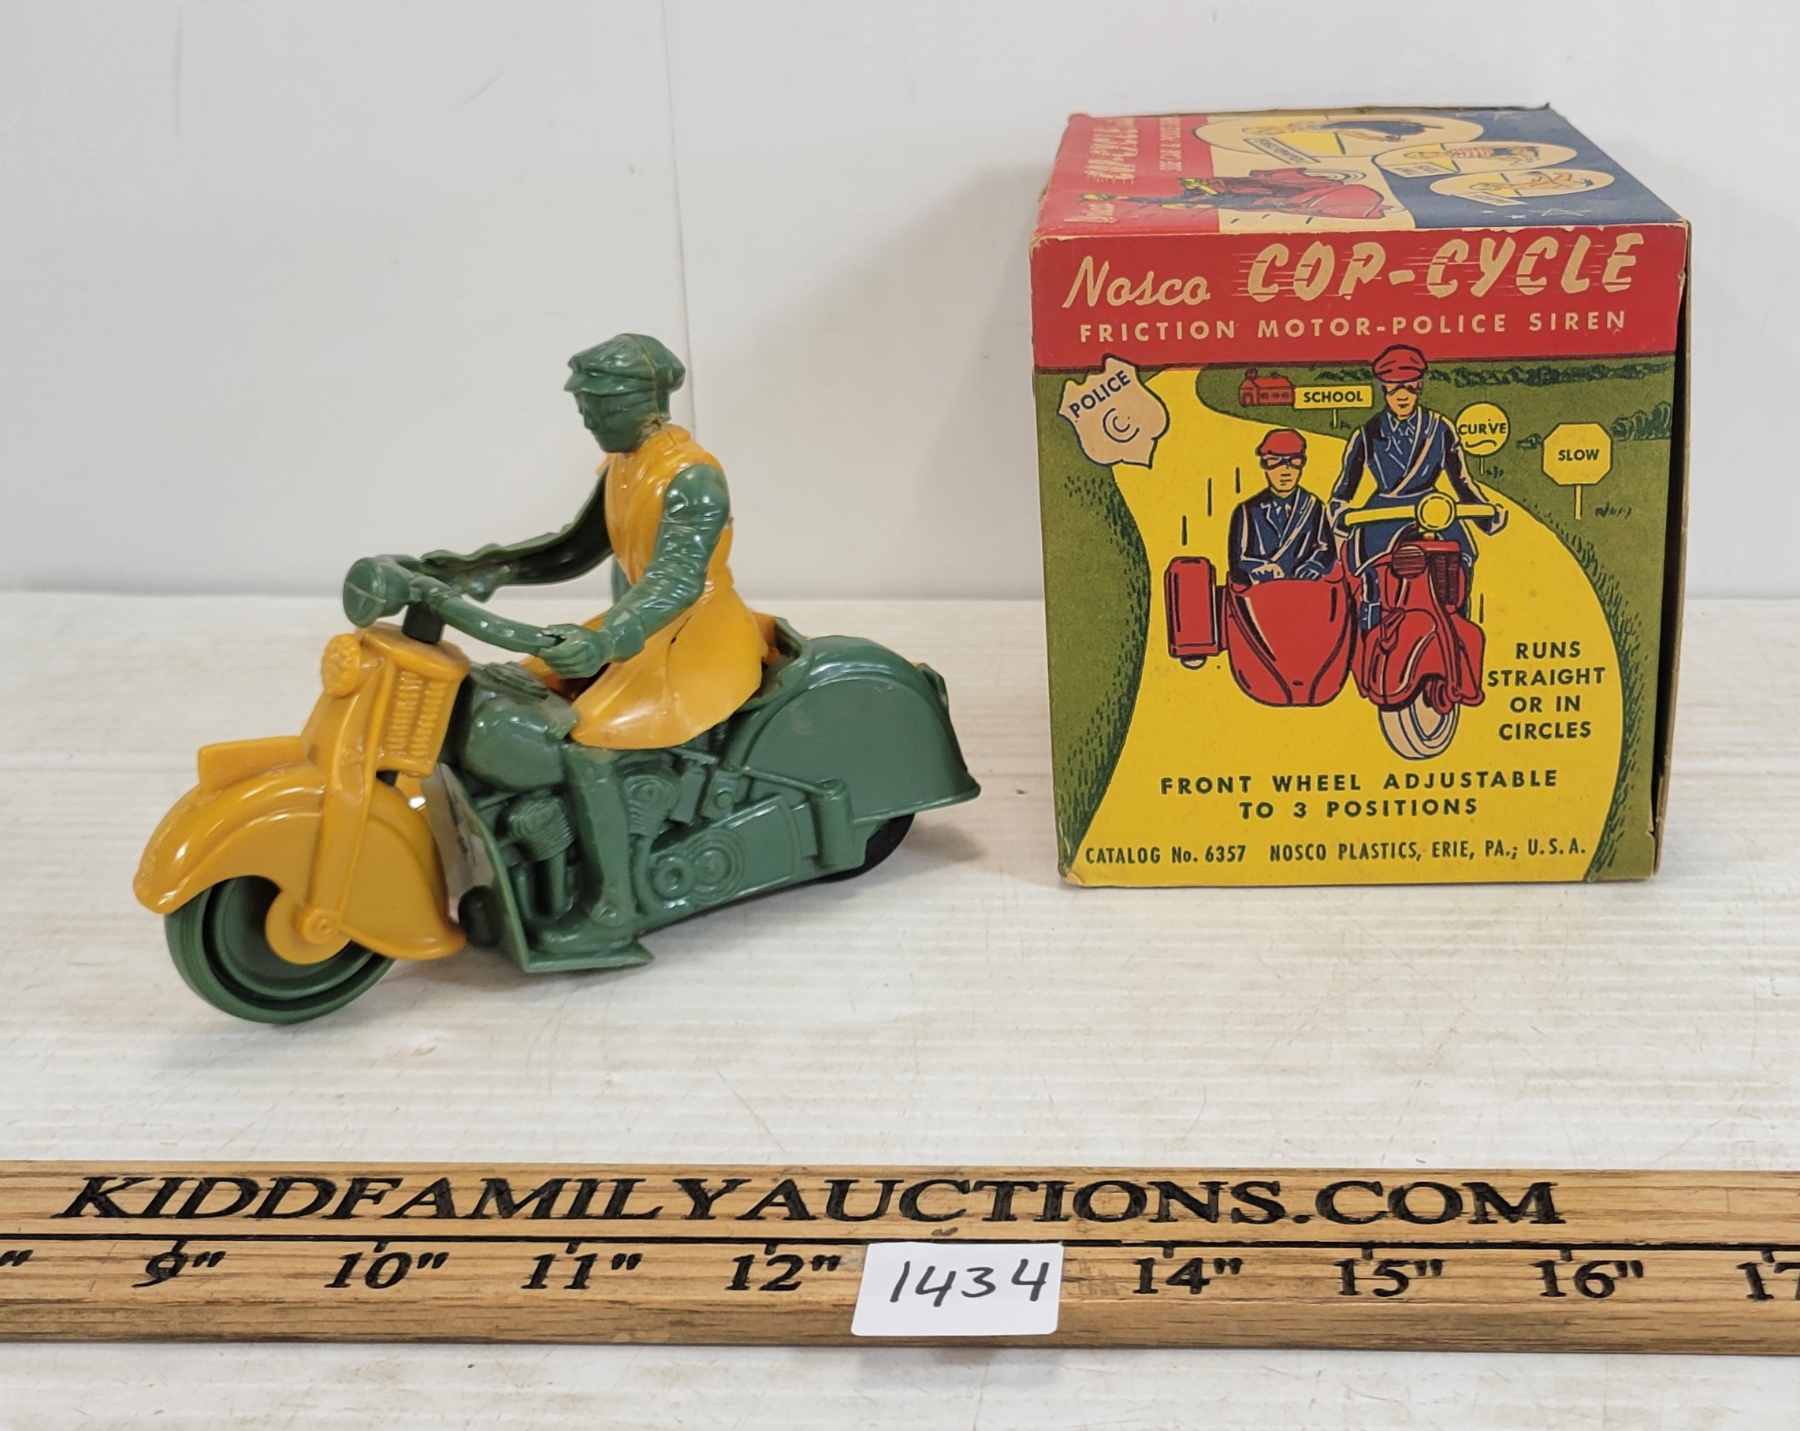 Nosco COP-CYCLE
FRICTION MOTOR-POLICE SIREN
POLICE
C
SCHOOL
CURVE
SLOW
RUNS
STRAIGHT
OR IN
CIRCLES
FRONT WHEEL ADJUSTABLE
TO 3 POSITIONS
CATALOG No. 6357 NOSCO PLASTICS, ERIE, PA.; U.S.A.
KIDDFAMILYAUCTIONS.COM
9" 10" 11" 12" 14" 15" 16" 17
1434